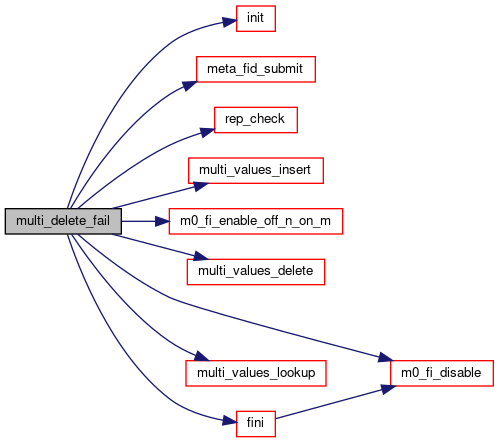 init
meta_fid_submit
rep_check
multi_values_insert
multi_delete_fail
m0_fi_enable_off_n_on_m
multi_values_delete
multi_values_lookup
m0_fi_disable
fini